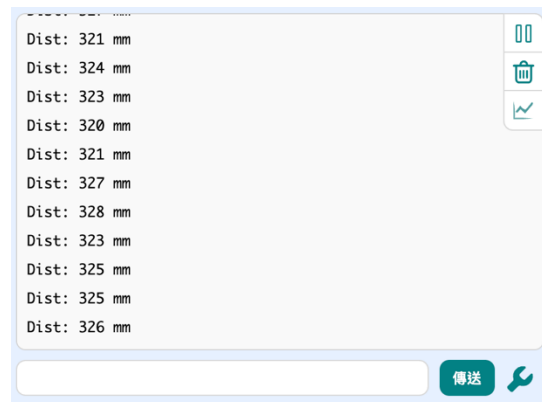 Dist: 321 mm
Dist: 324 mm
Dist: 323 mm
Dist: 320 mm
Dist: 321 mm
Dist: 327 mm
Dist: 328 mm
Dist: 323 mm
Dist: 325 mm
Dist: 325 mm
Dist: 326 mm
傳送